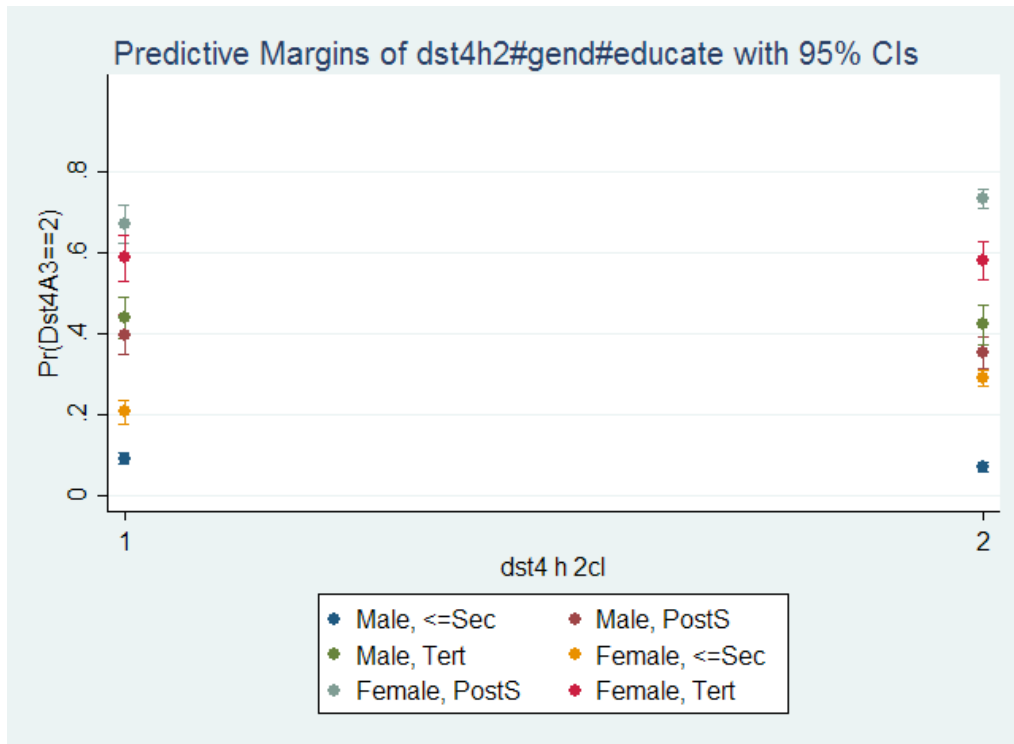 Predictive Margins of dst4h2#gend#educate with 95% CIs
Pr(Dst4A3==2)
.8
.6
.4
.2
0
1 2
dst4 h 2cl
Male, <=Sec Male, PostS
Male, Tert Female, <=Sec
Female, PostS Female, Tert